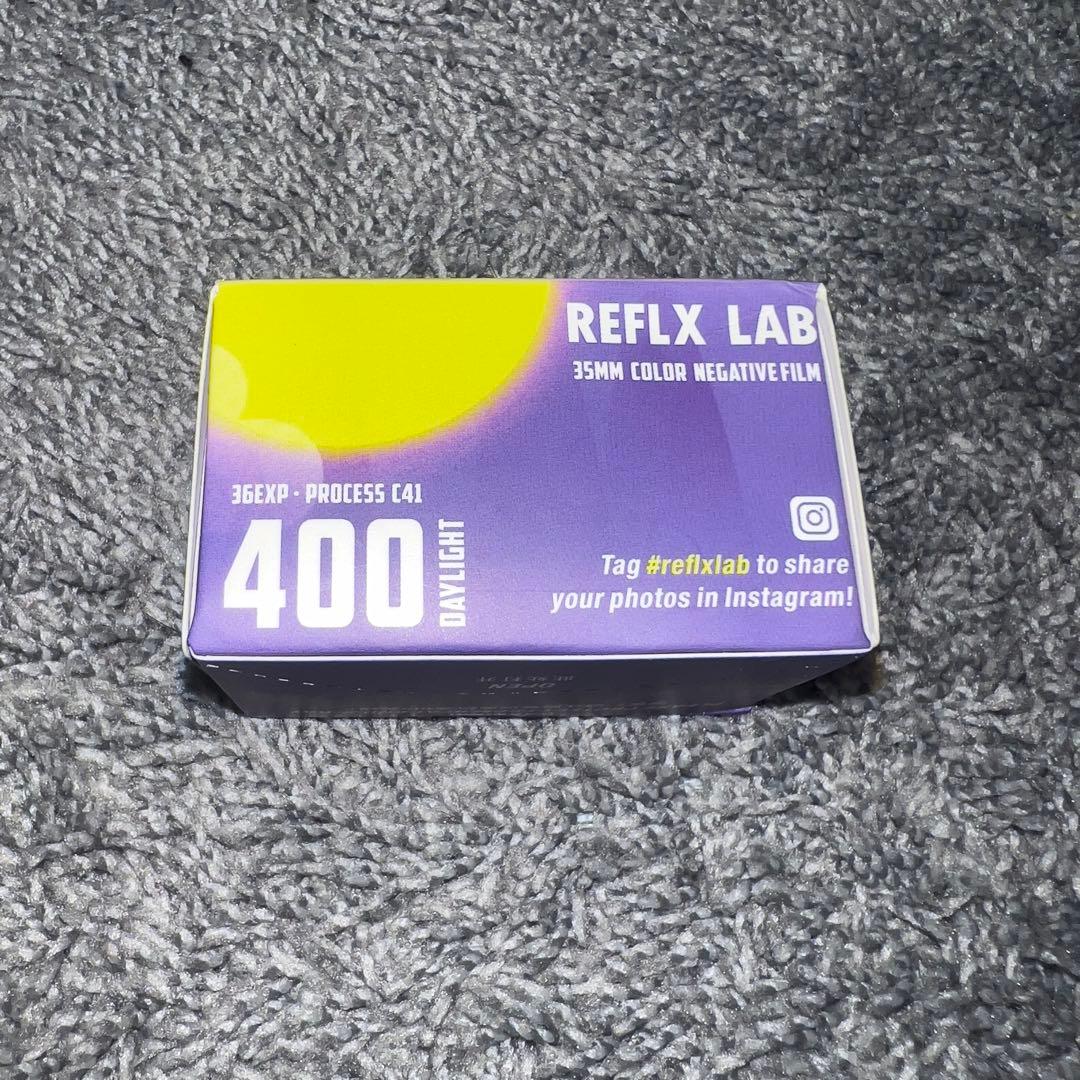 REFLX LAB
35MM COLOR NEGATIVE FILM
36EXP · PROCESS C41
400
DAYLIGHT
Tag #reflxlab to share
your photos in Instagram!
OPEN